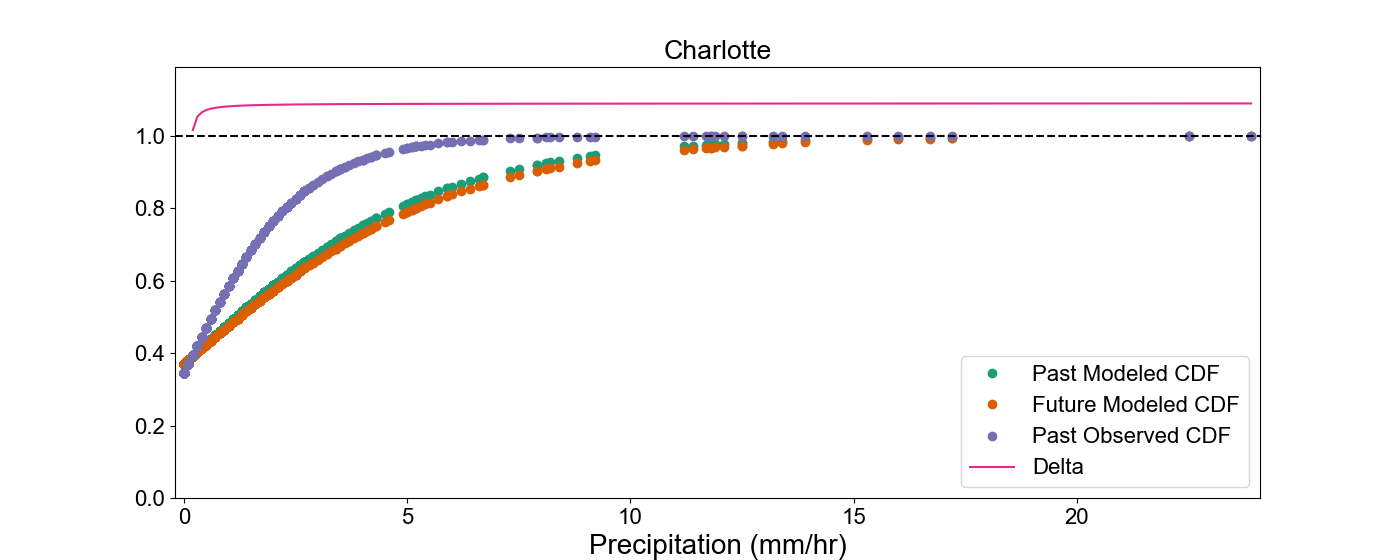 Charlotte
1.0
0.8
0.6
0.4
0.2
0.0
0
5
10
15
20
Precipitation (mm/hr)
Past Modeled CDF
Future Modeled CDF
Past Observed CDF
Delta